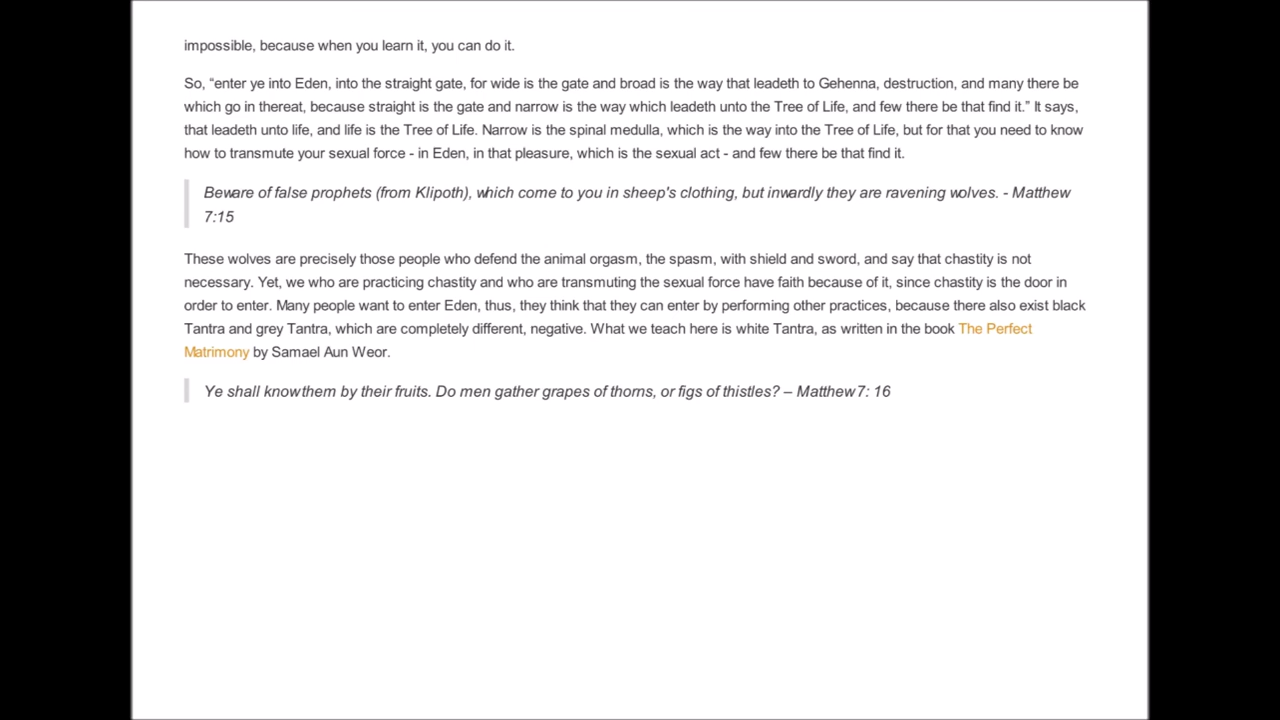 impossible, because when you learn it, you can do it.
So, “enter ye into Eden, into the straight gate, for wide is the gate and broad is the way that leadeth to Gehenna, destruction, and many there be
which go in thereat, because straight is the gate and narrow is the way which leadeth unto the Tree of Life, and few there be that find it.” It says,
that leadeth unto life, and life is the Tree of Life. Narrow is the spinal medulla, which is the way into the Tree of Life, but for that you need to know
how to transmute your sexual force - in Eden, in that pleasure, which is the sexual act - and few there be that find it.
Beware of false prophets (from Klipoth), which come to you in sheep's clothing, but inwardly they are ravening wolves. - Matthew
7:15
These wolves are precisely those people who defend the animal orgasm, the spasm, with shield and sword, and say that chastity is not
necessary. Yet, we who are practicing chastity and who are transmuting the sexual force have faith because of it, since chastity is the door in
order to enter. Many people want to enter Eden, thus, they think that they can enter by performing other practices, because there also exist black
Tantra and grey Tantra, which are completely different, negative. What we teach here is white Tantra, as written in the book The Perfect
Matrimony by Samael Aun Weor.
Ye shall know them by their fruits. Do men gather grapes of thorns, or figs of thistles? – Matthew 7: 16